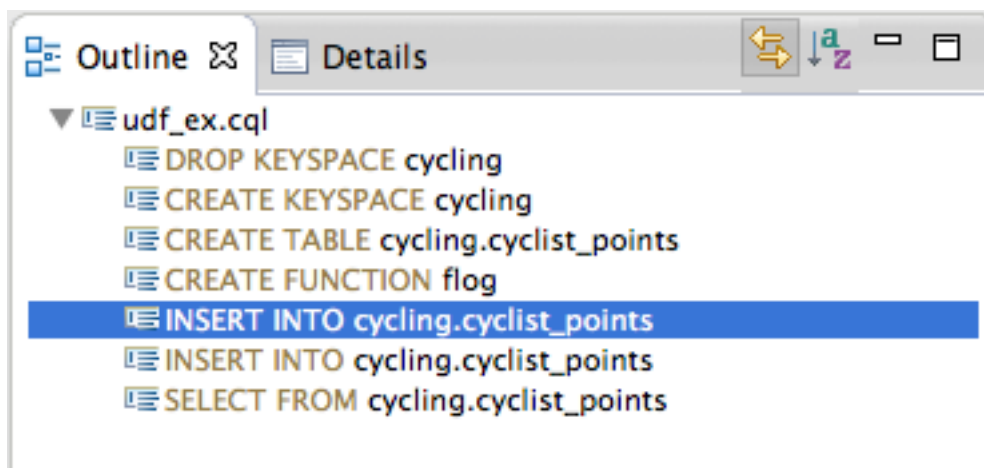 Outline Details
udf_ex.cql
DROP KEYSPACE cycling
CREATE KEYSPACE cycling
CREATE TABLE cycling.cyclist_points
CREATE FUNCTION flog
INSERT INTO cycling.cyclist_points
INSERT INTO cycling.cyclist_points
SELECT FROM cycling.cyclist_points